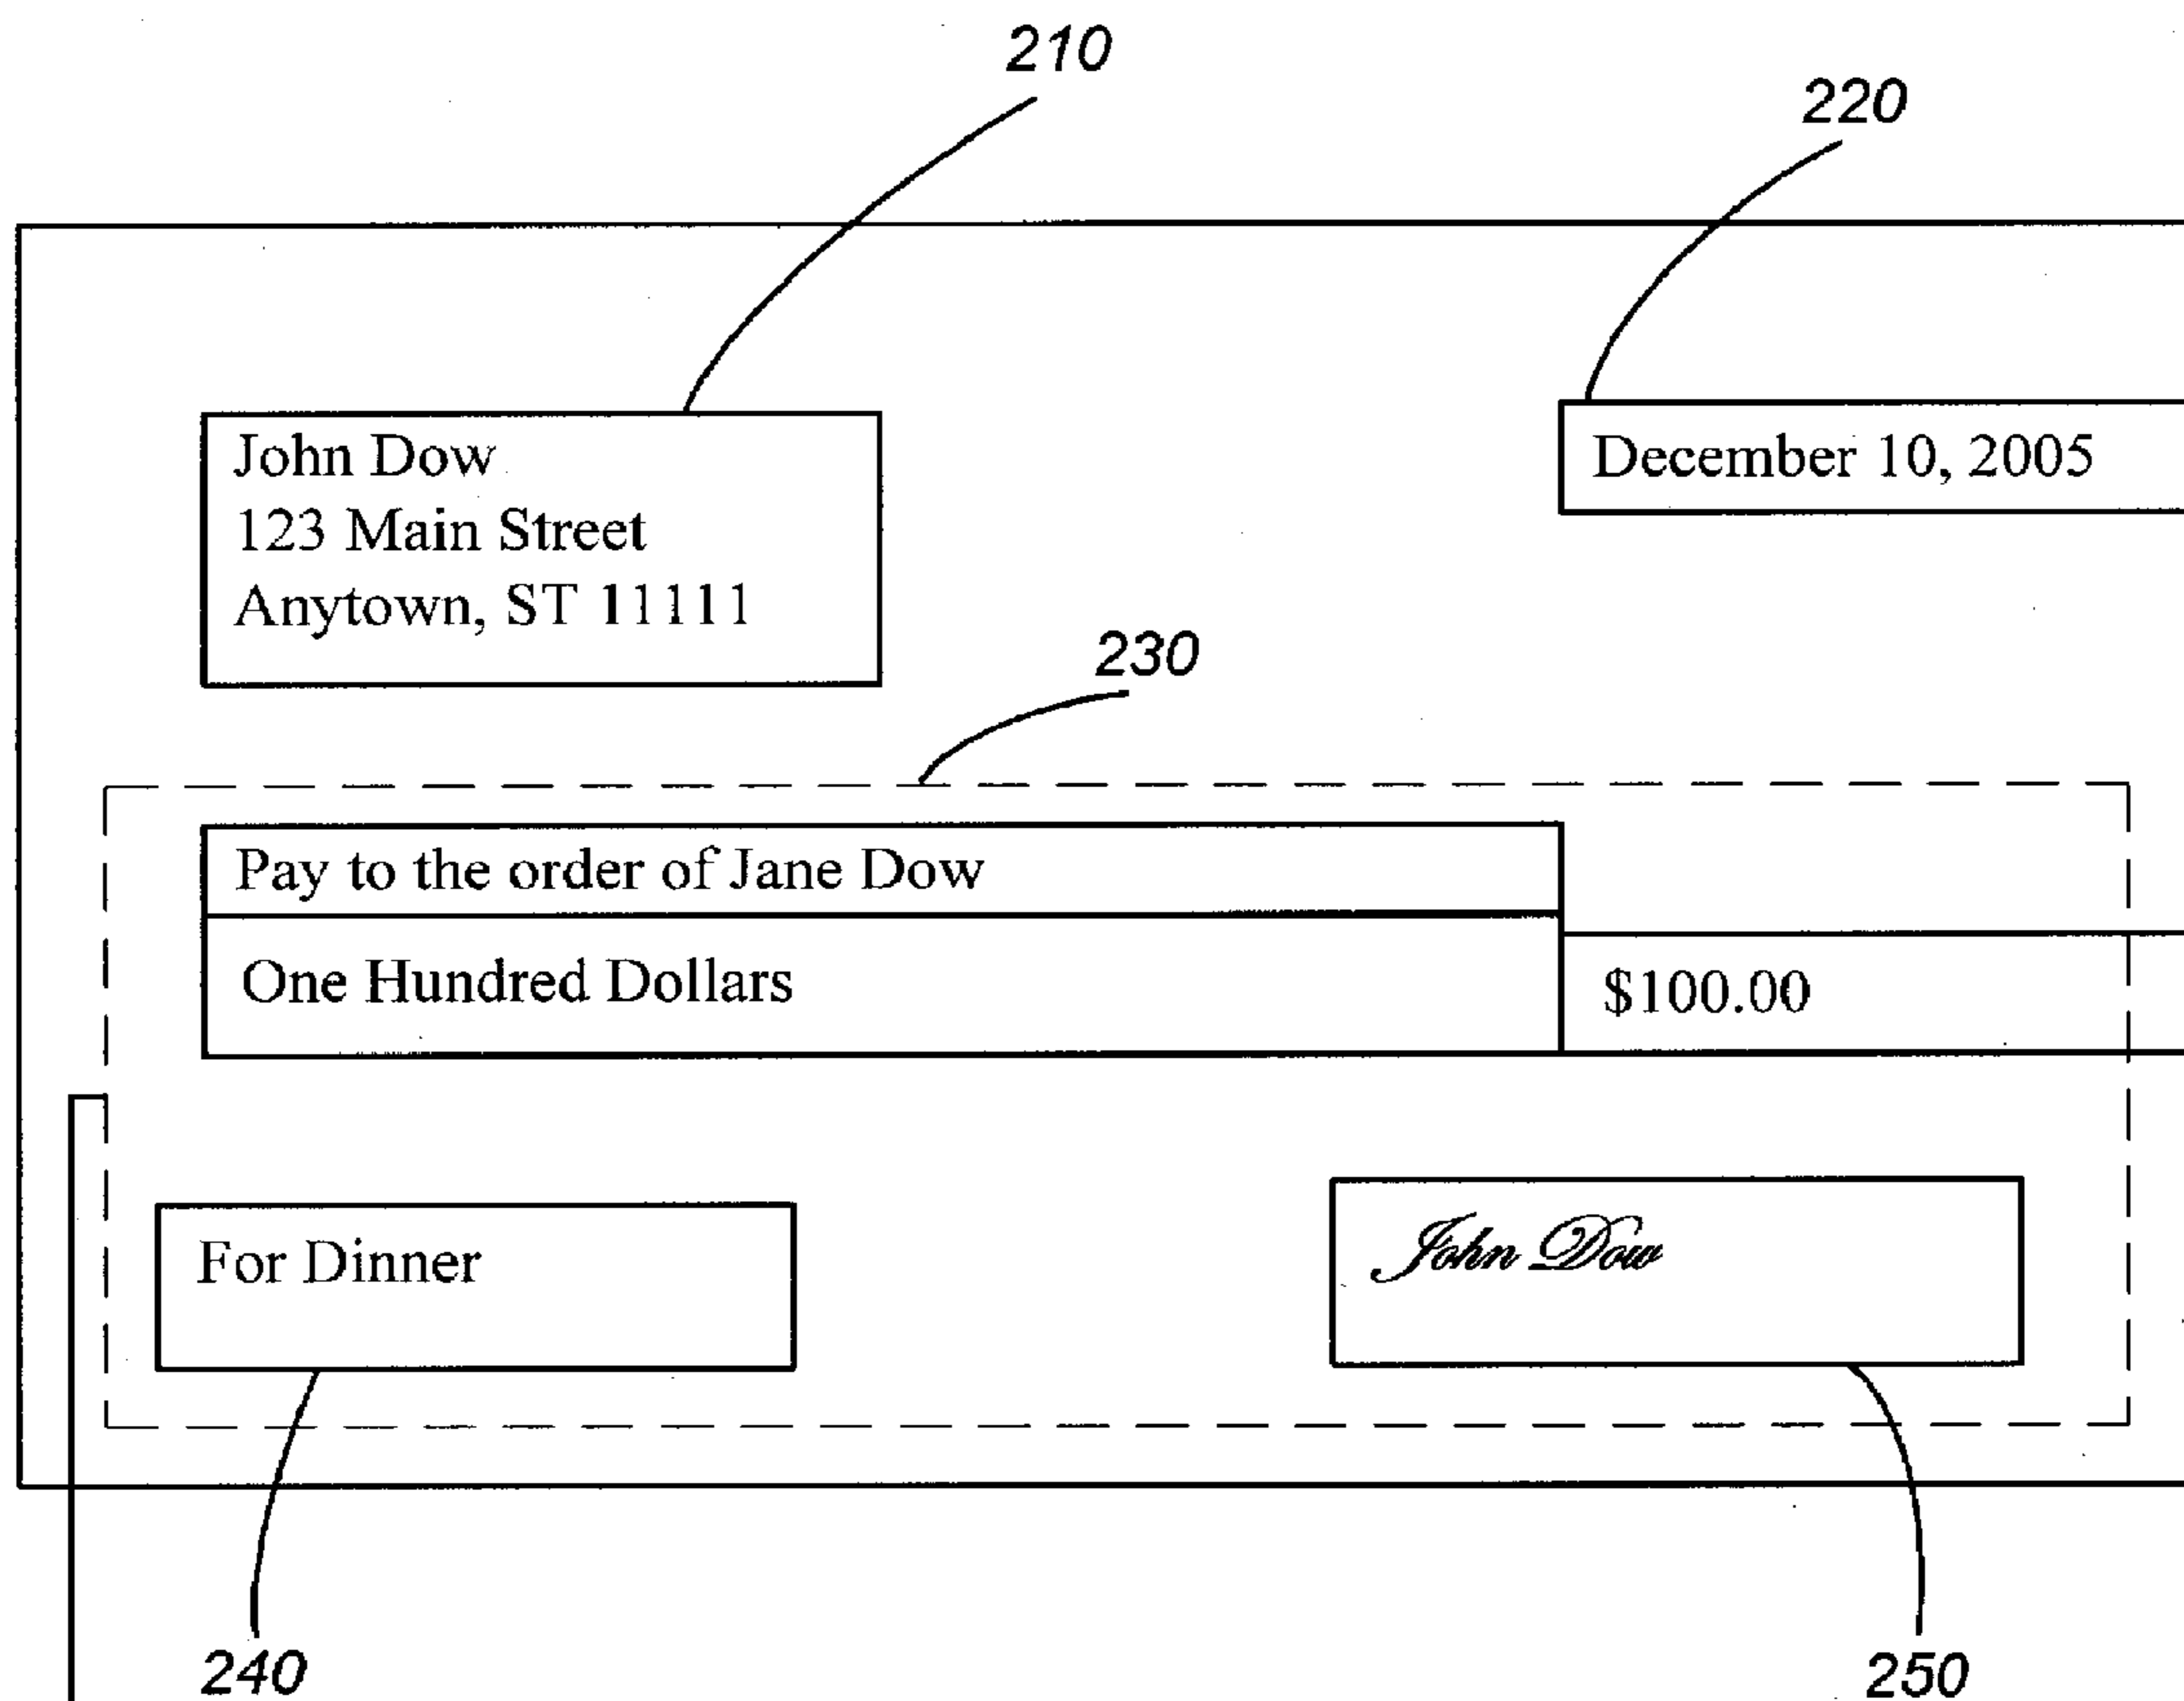 210
220
John Dow
123 Main Street
Anytown, ST 11111
December 10, 2005
230
Pay to the order of Jane Dow
One Hundred Dollars
$100.00
For Dinner
John Dow
240
250